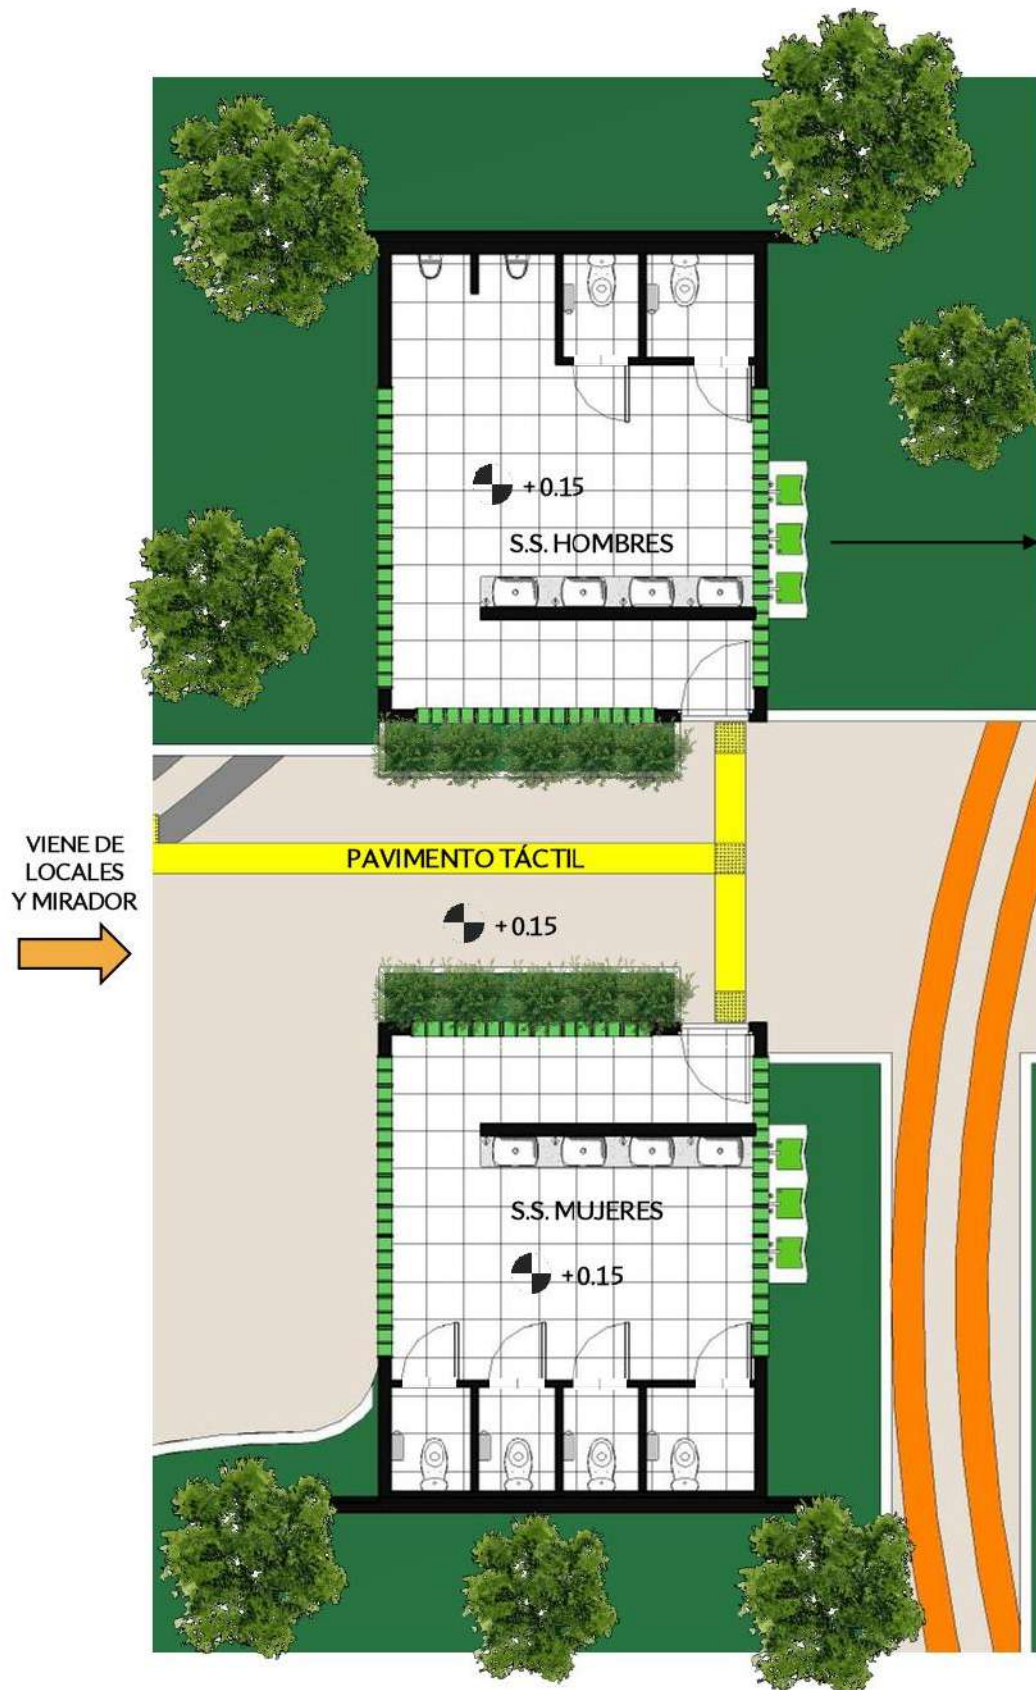 +0.15
S.S. HOMBRES
VIENE DE
LOCALES
Y MIRADOR
PAVIMENTO TÁCTIL
+0.15
S.S. MUJERES
+0.15